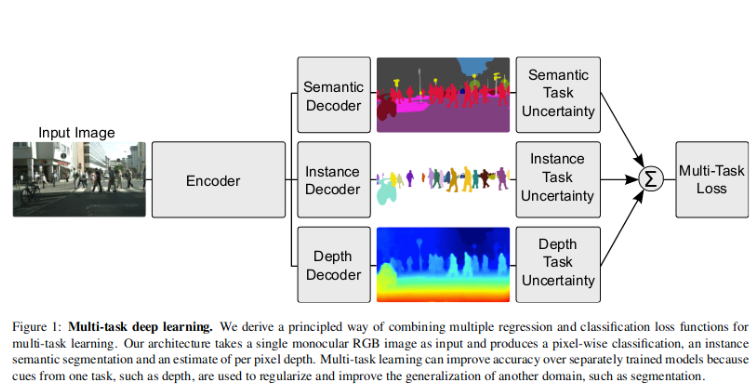 Input Image
Encoder
Semantic
Decoder
Instance
Decoder
Depth
Decoder
Semantic
Task
Uncertainty
Instance
Task
Uncertainty
Depth
Task
Uncertainty
Σ
Multi-Task
Loss
Figure 1: Multi-task deep learning. We derive a principled way of combining multiple regression and classification loss functions for
multi-task learning. Our architecture takes a single monocular RGB image as input and produces a pixel-wise classification, an instance
semantic segmentation and an estimate of per pixel depth. Multi-task learning can improve accuracy over separately trained models because
cues from one task, such as depth, are used to regularize and improve the generalization of another domain, such as segmentation.